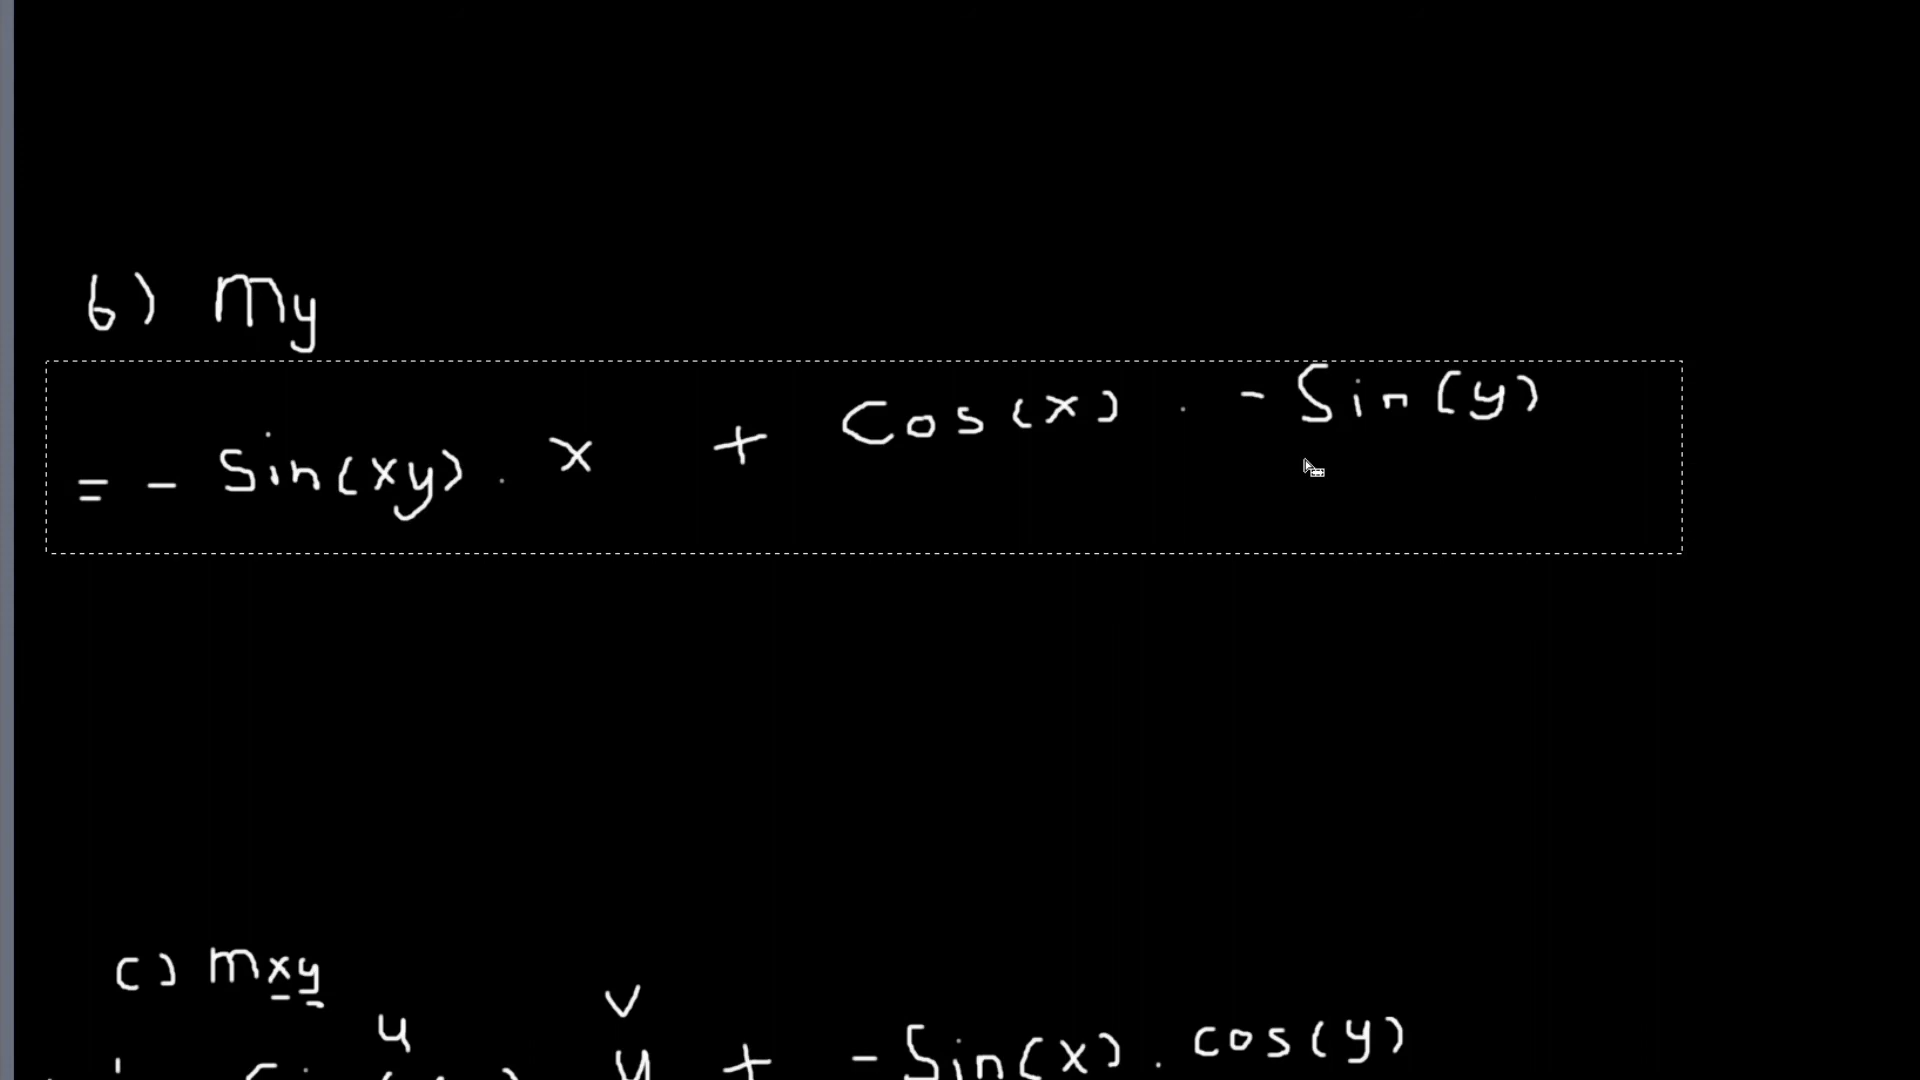 b) My
= - Sin(xy) . x + Cos(x) . - Sin(y)
c) mxy
u v
y + - Sin(x) . cos(y)